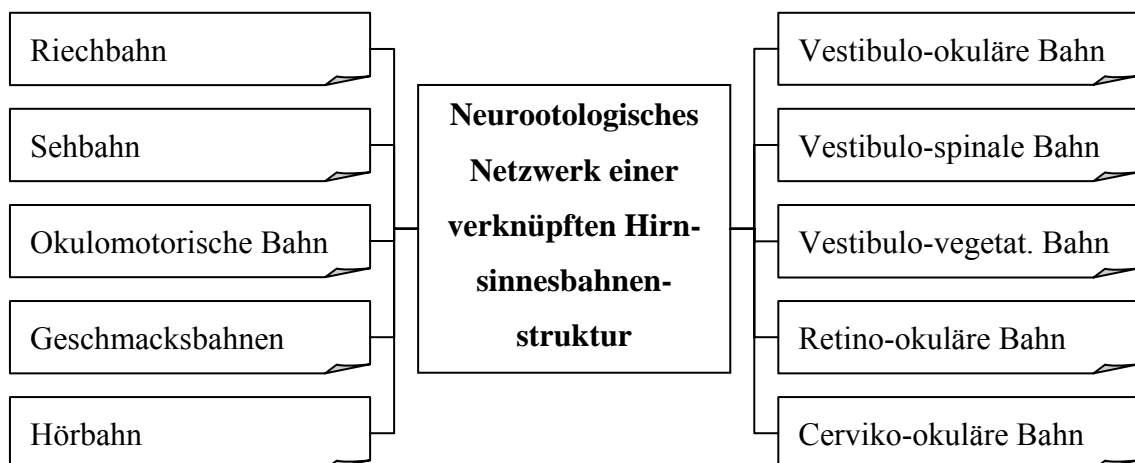 Riechbahn
Sehbahn
Okulomotorische Bahn
Geschmacksbahnen
Hörbahn
Neurootologisches
Netzwerk einer
verknüpften Hirn-
sinnesbahnen-
struktur
Vestibulo-okuläre Bahn
Vestibulo-spinale Bahn
Vestibulo-vegetat. Bahn
Retino-okuläre Bahn
Cerviko-okuläre Bahn